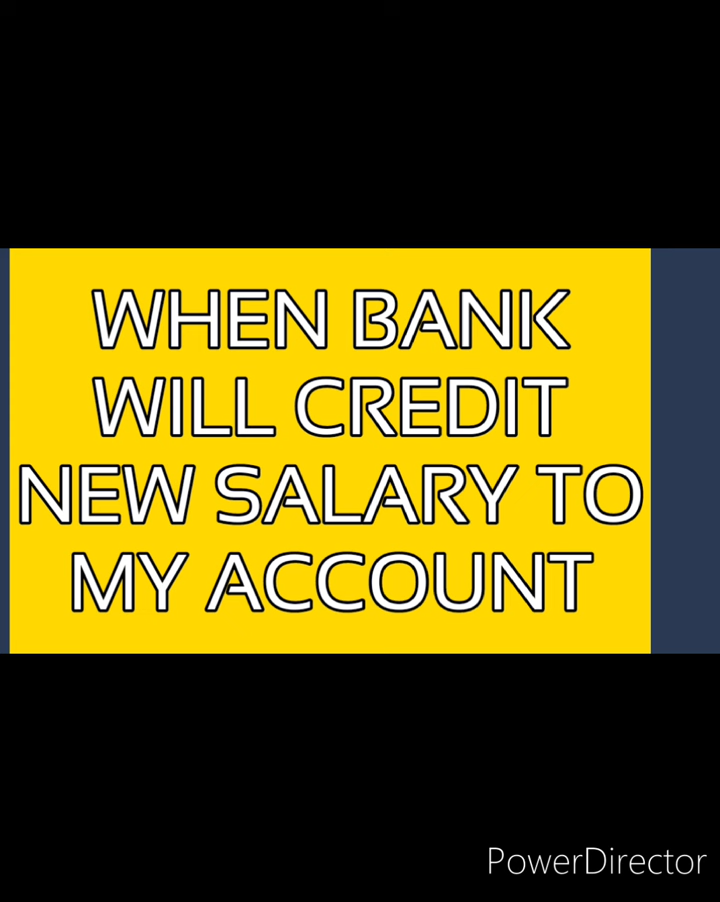 WHEN BANK
WILL CREDIT
NEW SALARY TO
MY ACCOUNT
PowerDirector